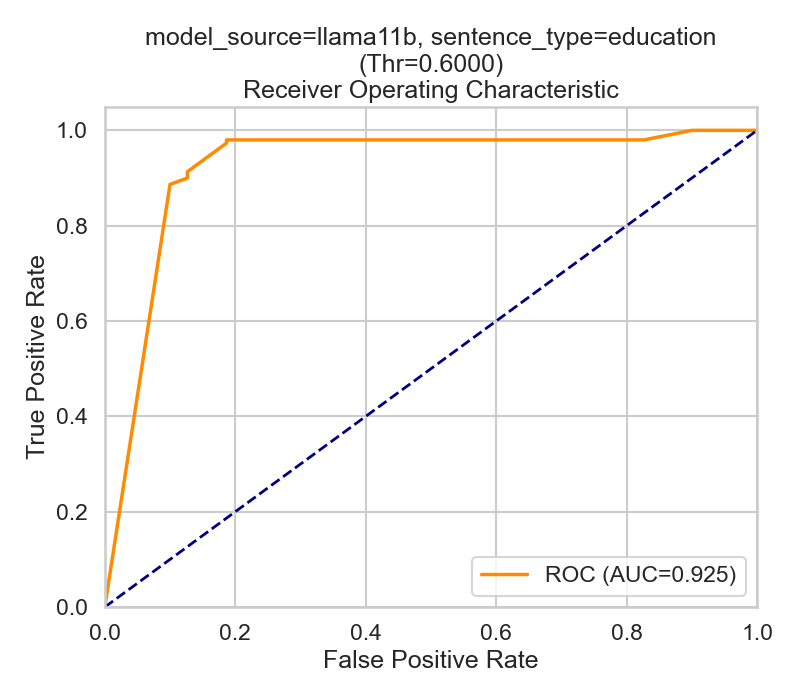 model_source=llama11b, sentence_type=education
(Thr=0.6000)
Receiver Operating Characteristic
True Positive Rate
1.0
0.8
0.6
0.4
0.2
0.0
ROC (AUC=0.925)
0.0 0.2 0.4 0.6 0.8 1.0
False Positive Rate